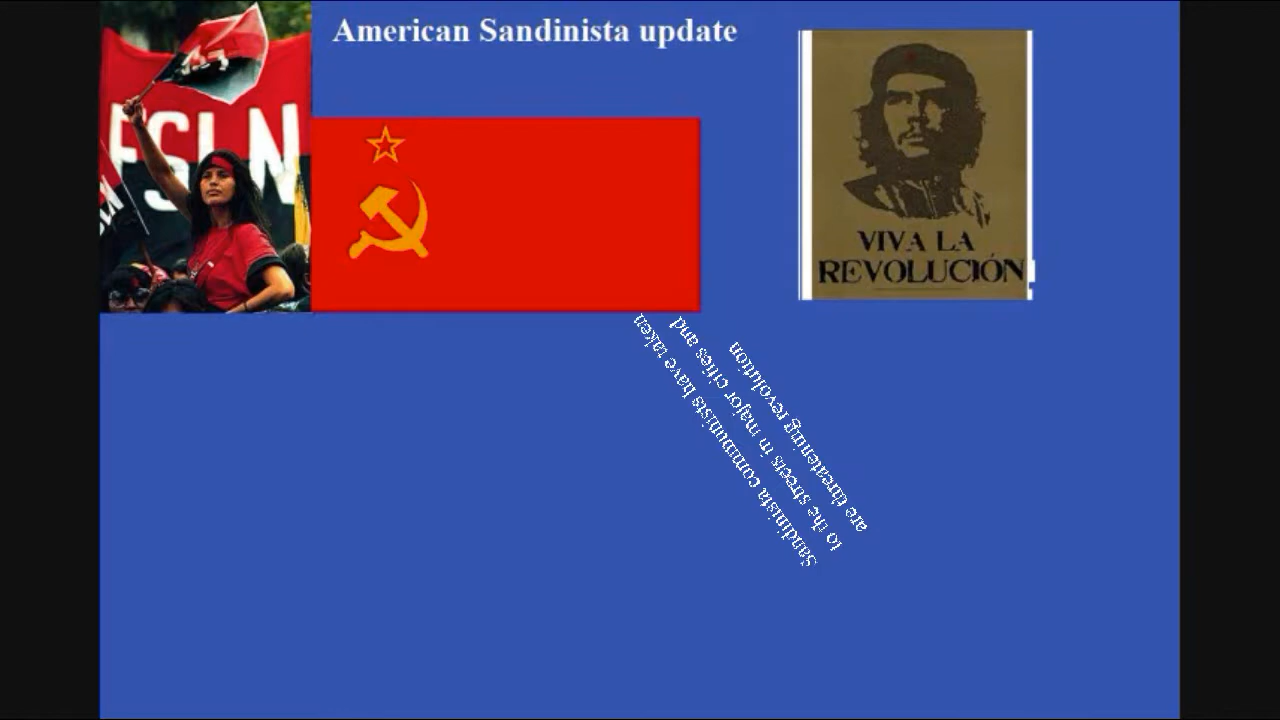 American Sandinista update
FSLN
VIVA LA
REVOLUCIÓN
Sandinista communists have taken
to the streets in major cities and
are threatening revolution